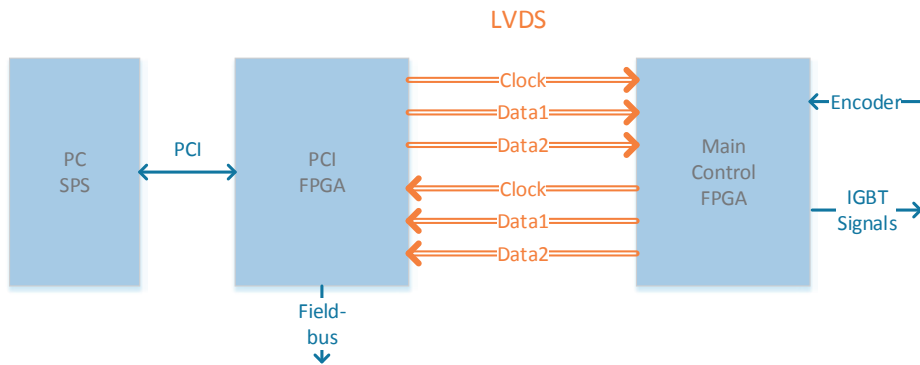 LVDS
PC
SPS
PCI
PCI
FPGA
Clock
Data1
Data2
Clock
Data1
Data2
Main
Control
FPGA
Encoder
IGBT
Signals
Field-
bus